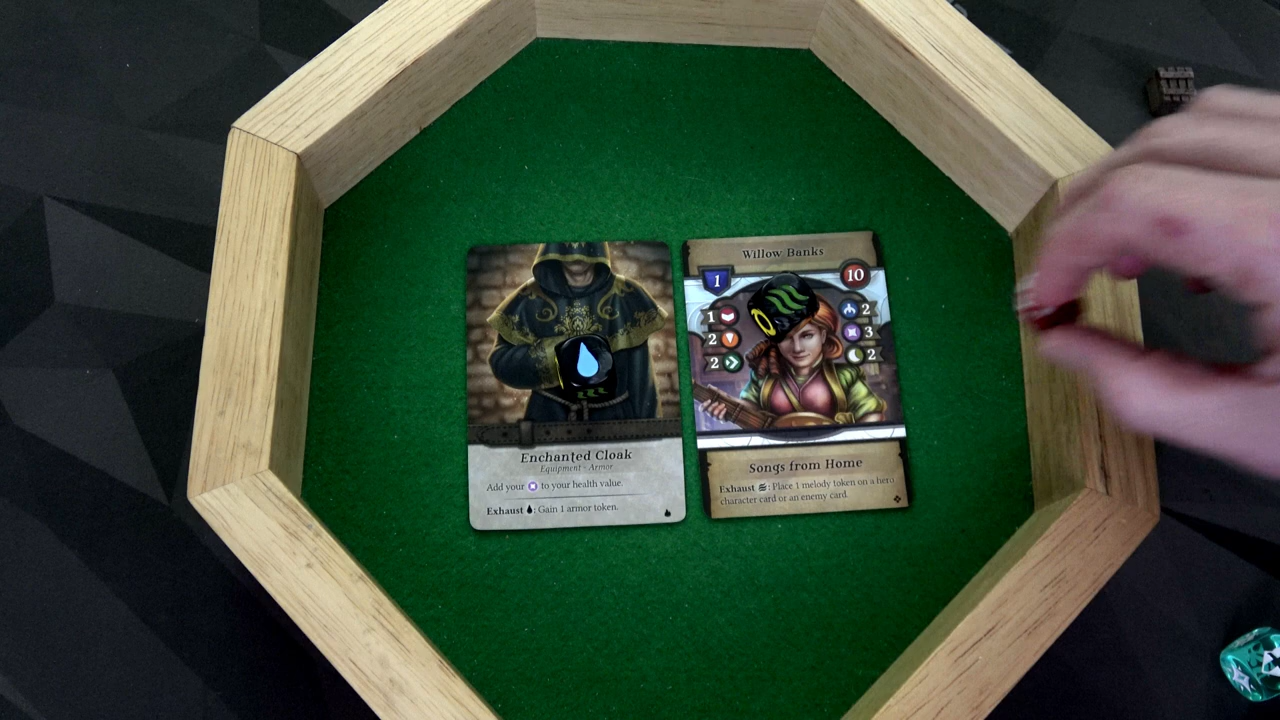 Enchanted Cloak
Equipment - Armor
Add your to your health value.
Exhaust : Gain 1 armor token.
Willow Banks
1
10
1
2
2
2
3
2
Songs from Home
Exhaust : Place 1 melody token on a hero
character card or an enemy card.